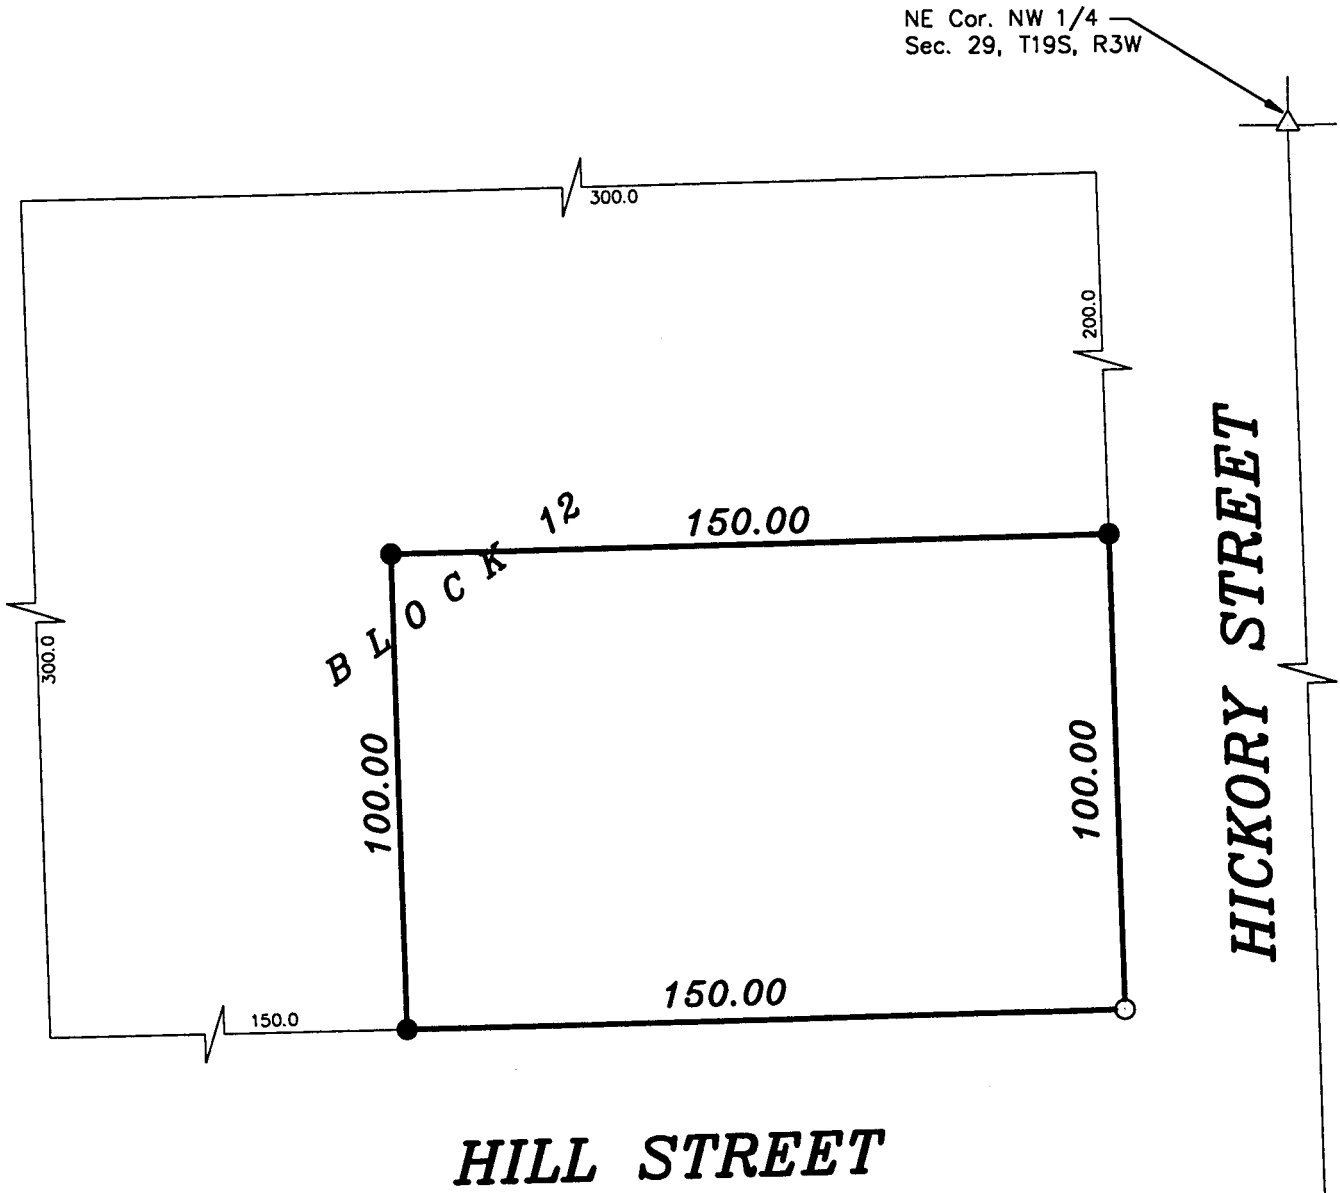 NE Cor. NW 1/4
Sec. 29, T19S, R3W
300.0
200.0
BLOCK 12
150.00
300.0
100.00
100.00
HICKORY STREET
150.00
150.0
HILL STREET